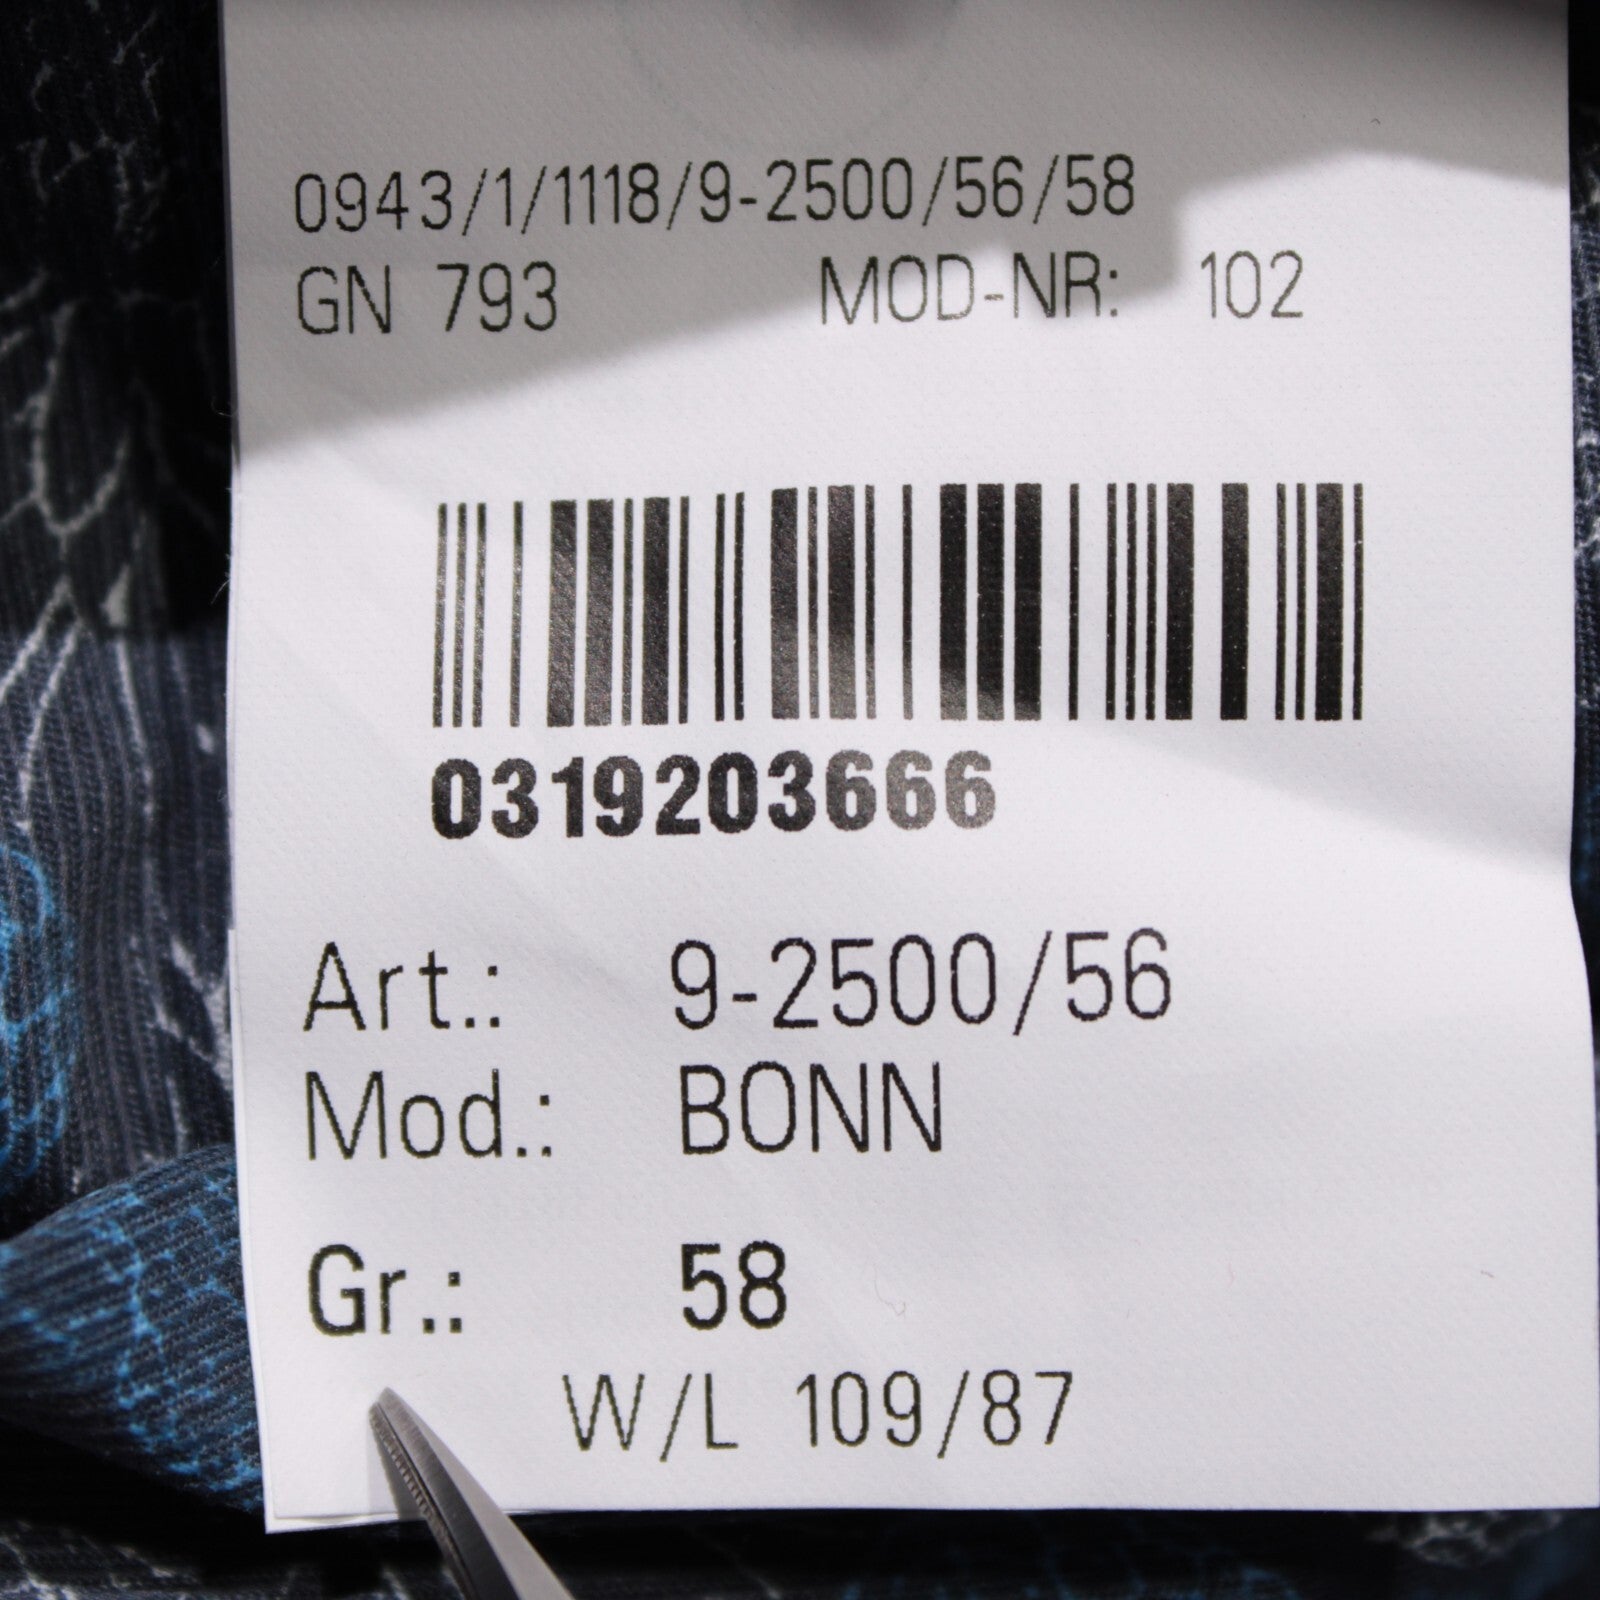 0943/1/1118/9-2500/56/58
GN 793 MOD-NR: 102
0319203666
Art.: 9-2500/56
Mod.: BONN
Gr.: 58
W/L 109/87